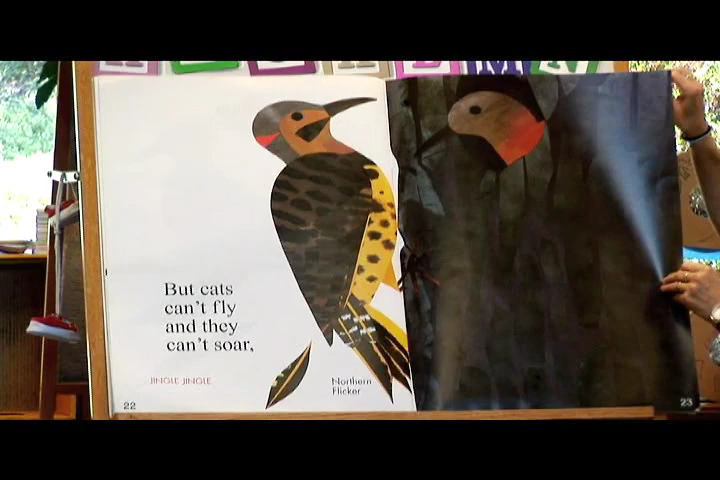 But cats
can't fly
and they
can't soar,
JINGLE JINGLE
Northern
Flicker
22
23